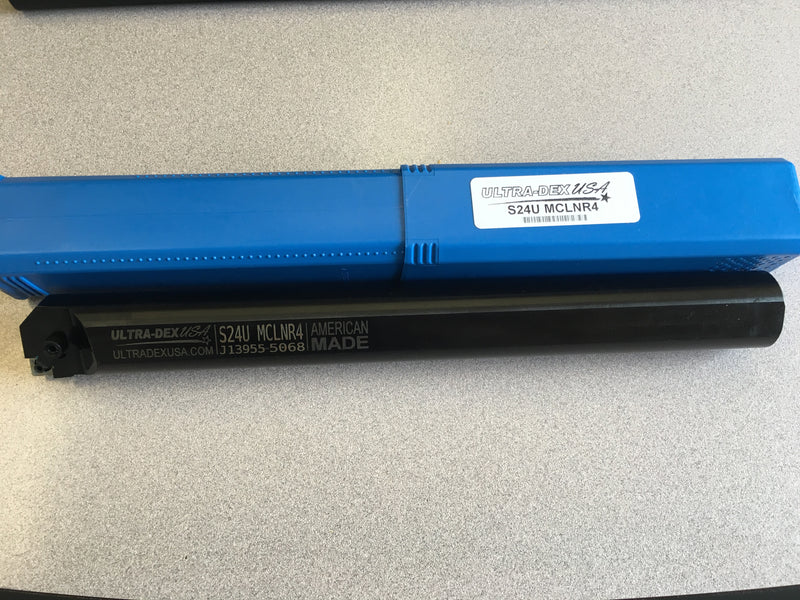 ULTRA-DEX USA
S24U MCLNR4
ULTRA-DEX USA
ULTRADEXUSA.COM
S24U MCLNR4
J13955-5068
AMERICAN
MADE